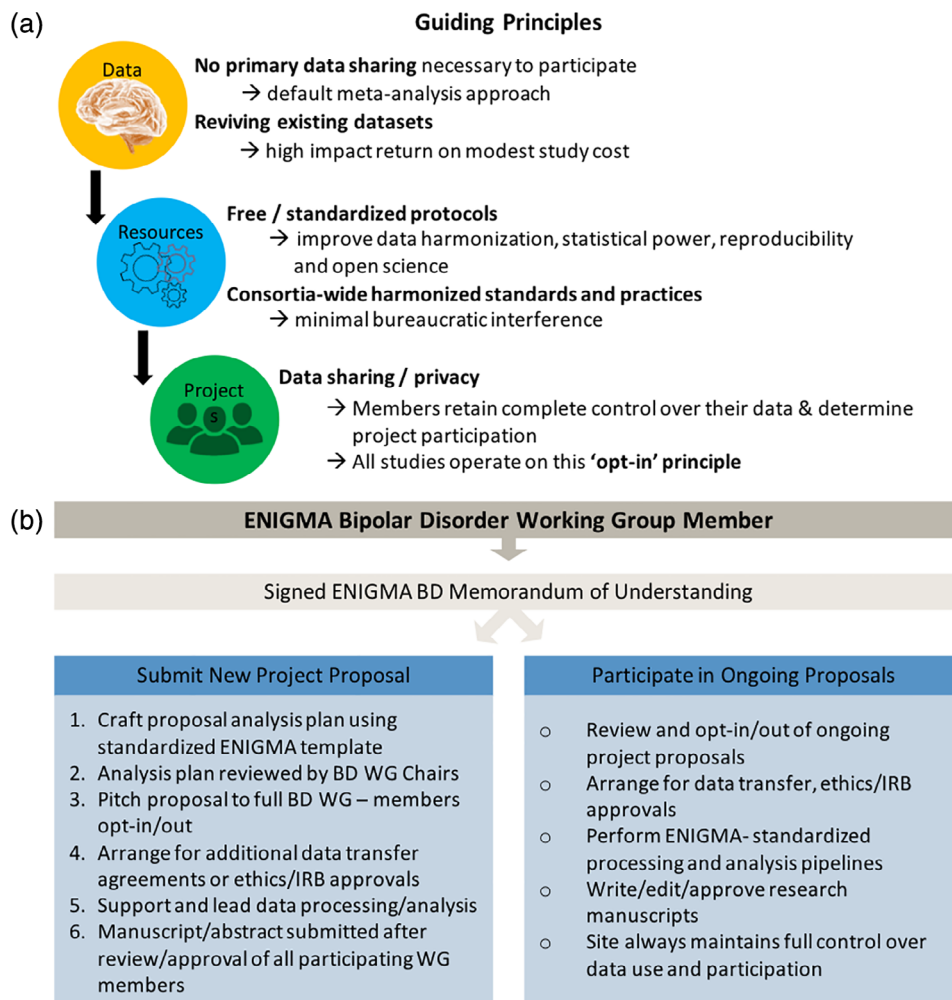 (a)
Guiding Principles
Data
No primary data sharing necessary to participate
→ default meta-analysis approach
Reviving existing datasets
→ high impact return on modest study cost
Resources
Free / standardized protocols
→ improve data harmonization, statistical power, reproducibility
and open science
Consortia-wide harmonized standards and practices
→ minimal bureaucratic interference
Project
s
Data sharing / privacy
→ Members retain complete control over their data & determine
project participation
→ All studies operate on this ‘opt-in’ principle
(b)
ENIGMA Bipolar Disorder Working Group Member
Signed ENIGMA BD Memorandum of Understanding
Submit New Project Proposal
1. Craft proposal analysis plan using
standardized ENIGMA template
2. Analysis plan reviewed by BD WG Chairs
3. Pitch proposal to full BD WG – members
opt-in/out
4. Arrange for additional data transfer
agreements or ethics/IRB approvals
5. Support and lead data processing/analysis
6. Manuscript/abstract submitted after
review/approval of all participating WG
members
Participate in Ongoing Proposals
o Review and opt-in/out of ongoing
project proposals
o Arrange for data transfer, ethics/IRB
approvals
o Perform ENIGMA- standardized
processing and analysis pipelines
o Write/edit/approve research
manuscripts
o Site always maintains full control over
data use and participation